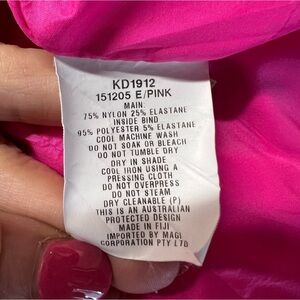 KD1912
151205 E/PINK
MAIN:
75% NYLON 25% ELASTANE
INSIDE BIND
95% POLYESTER 5% ELASTANE
COOL MACHINE WASH
DO NOT SOAK OR BLEACH
DO NOT TUMBLE DRY
DRY IN SHADE
COOL IRON USING A
PRESSING CLOTH
DO NOT OVERPRESS
DO NOT STEAM
DRY CLEANABLE (P)
THIS IS AN AUSTRALIAN
PROTECTED DESIGN
MADE IN FIJI
IMPORTED BY MAGI
CORPORATION PTY LTD